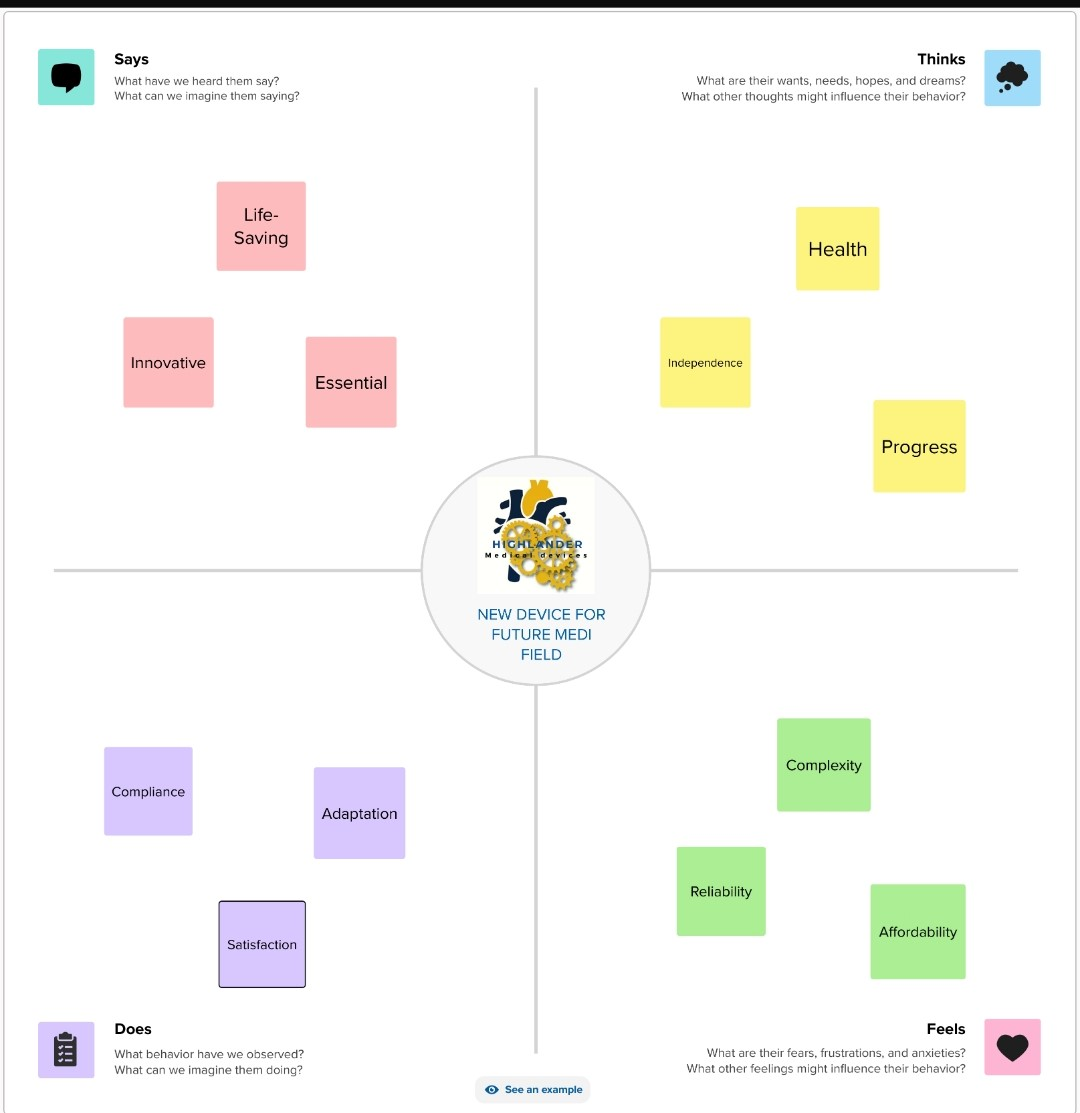 Says
What have we heard them say?
What can we imagine them saying?
Thinks
What are their wants, needs, hopes, and dreams?
What other thoughts might influence their behavior?
Life-
Saving
Innovative
Essential
Health
Independence
Progress
HIGHLANDER
Medical devices
NEW DEVICE FOR
FUTURE MEDI
FIELD
Compliance
Adaptation
Satisfaction
Complexity
Reliability
Affordability
Does
What behavior have we observed?
What can we imagine them doing?
Feels
What are their fears, frustrations, and anxieties?
What other feelings might influence their behavior?
See an example